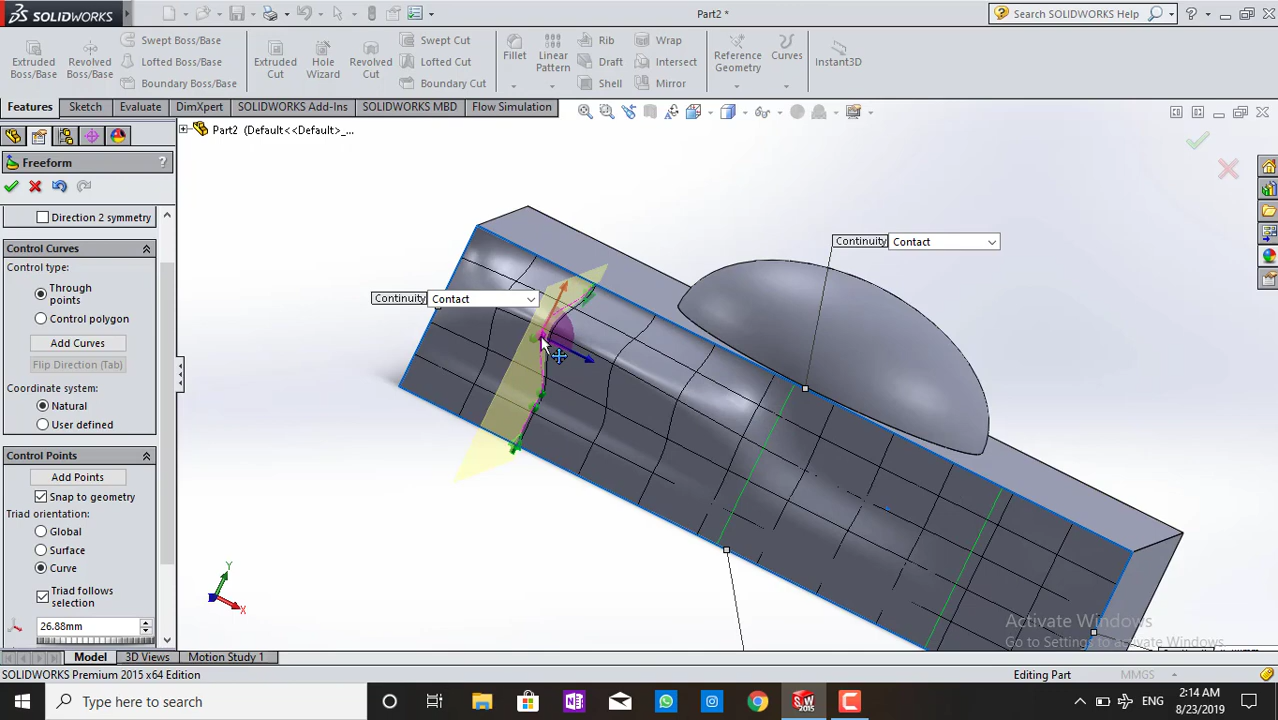 SOLIDWORKS
Part2 *
Search SOLIDWORKS Help
Extruded Boss/Base
Revolved Boss/Base
Swept Boss/Base
Lofted Boss/Base
Boundary Boss/Base
Extruded Cut
Hole Wizard
Revolved Cut
Swept Cut
Lofted Cut
Boundary Cut
Fillet
Linear Pattern
Rib
Draft
Shell
Wrap
Intersect
Mirror
Reference Geometry
Curves
Instant3D
Features
Sketch
Evaluate
DimXpert
SOLIDWORKS Add-Ins
SOLIDWORKS MBD
Flow Simulation
Part2 (Default<<Default>_...
Freeform
?
Direction 2 symmetry
Control Curves
Control type:
Through
points
Control polygon
Add Curves
Flip Direction (Tab)
Coordinate system:
Natural
User defined
Control Points
Add Points
Snap to geometry
Triad orientation:
Global
Surface
Curve
Triad follows
selection
26.88mm
Continuity Contact
Continuity Contact
Y
X
Activate Windows
Go to Settings to activate Windows.
Model
3D Views
Motion Study 1
SOLIDWORKS Premium 2015 x64 Edition
Editing Part
MMGS
Type here to search
SW
2015
ENG
2:14 AM
8/23/2019